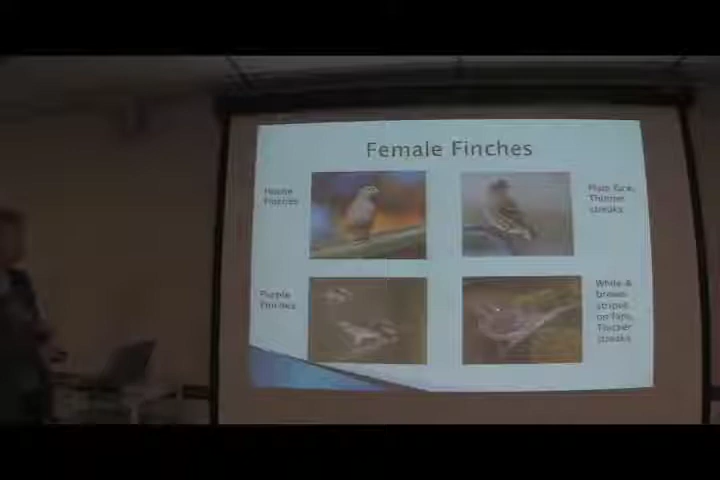 Female Finches
House
Finches
Plain face,
Thinner
streaks
Purple
Finches
White &
brown
stripes
on face,
Thicker
streaks